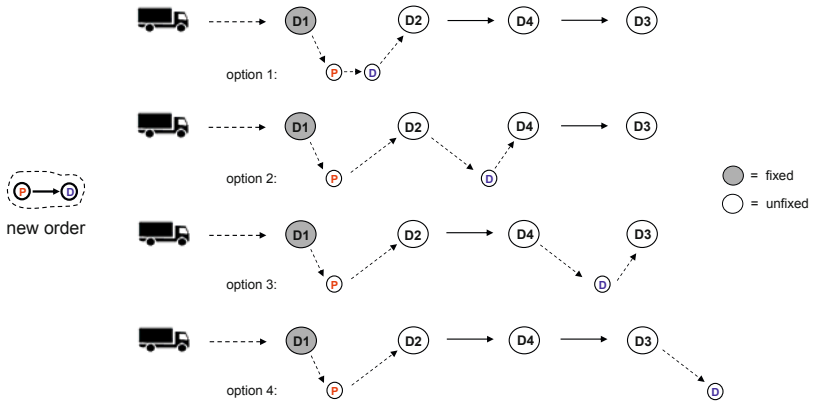 D1 D2 D4 D3
option 1: P D
D1 D2 D4 D3
option 2: P D
= fixed
P D
= unfixed
new order
D1 D2 D4 D3
option 3: P D
D1 D2 D4 D3
option 4: P D